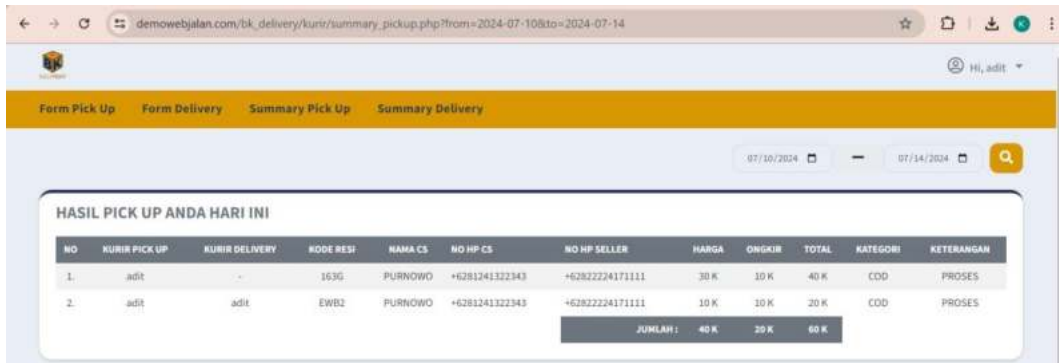 demowebjalan.com/bk_delivery/kurir/summary_pickup.php?from=2024-07-10&to=2024-07-14
BK
Hi, adit
Form Pick Up Form Delivery Summary Pick Up Summary Delivery
07/10/2024 — 07/14/2024
HASIL PICK UP ANDA HARI INI
NO KURIR PICK UP KURIR DELIVERY KODE RESI NAMA CS NO HP CS NO HP SELLER HARGA ONGKIR TOTAL KATEGORI KETERANGAN
1. adit - 163G PURNOWO +6281241322343 +62822224171111 30 K 10 K 40 K COD PROSES
2. adit adit EWB2 PURNOWO +6281241322343 +62822224171111 10 K 10 K 20 K COD PROSES
JUMLAH : 40 K 20 K 60 K